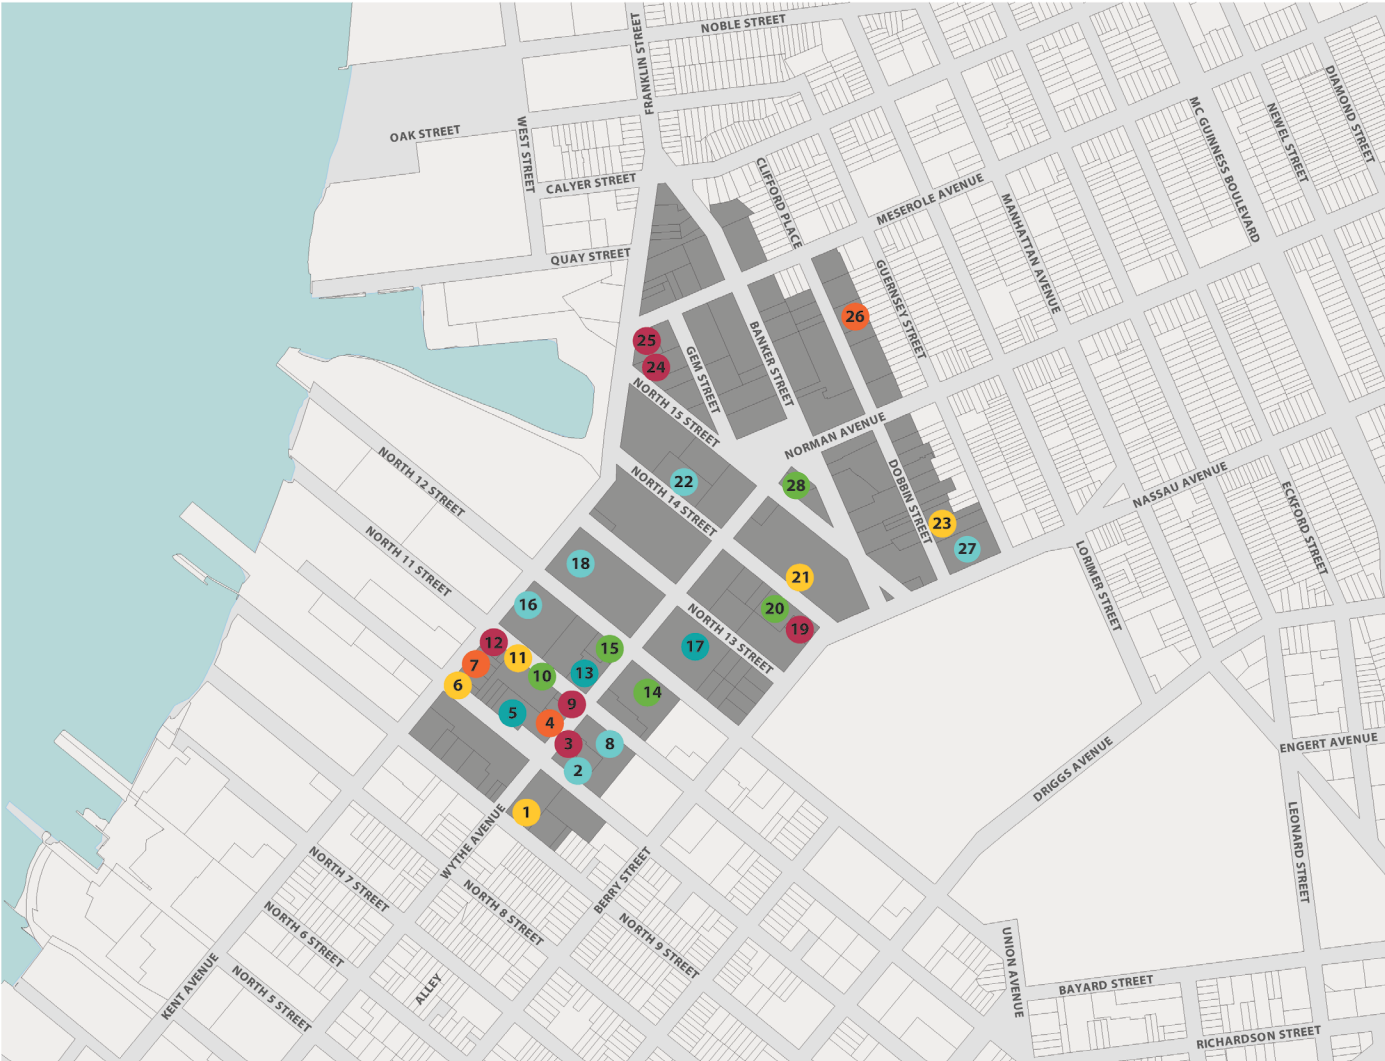 NOBLE STREET
FRANKLIN STREET
DIAMOND STREET
OAK STREET
WEST STREET
MC GUINNESS BOULEVARD
NEWEL STREET
CALYER STREET
CLIFFORD PLACE
MESEROLE AVENUE
MANHATTAN AVENUE
QUAY STREET
GUERNSEY STREET
26
25
24
GEM STREET
BANKER STREET
NORTH 15 STREET
NORMAN AVENUE
NORTH 12 STREET
22
NORTH 14 STREET
28
DOBBIN STREET
NASSAU AVENUE
ECKFORD STREET
23
27
NORTH 11 STREET
18
21
LORIMER STREET
16
20
19
NORTH 13 STREET
12
11
15
17
7
10
13
6
14
5
9
4
3
8
2
ENGERT AVENUE
DRIGGS AVENUE
1
WYTHE AVENUE
LEONARD STREET
NORTH 7 STREET
BERRY STREET
NORTH 8 STREET
NORTH 6 STREET
NORTH 9 STREET
UNION AVENUE
KENT AVENUE
NORTH 5 STREET
ALLEY
BAYARD STREET
RICHARDSON STREET